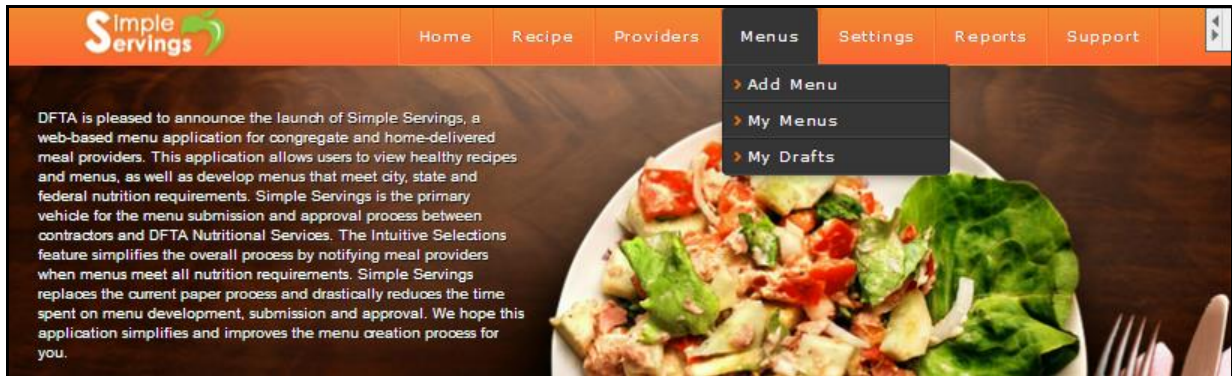 Simple
Servings
Home Recipe Providers Menus Settings Reports Support
Add Menu
My Menus
My Drafts
DFTA is pleased to announce the launch of Simple Servings, a
web-based menu application for congregate and home-delivered
meal providers. This application allows users to view healthy recipes
and menus, as well as develop menus that meet city, state and
federal nutrition requirements. Simple Servings is the primary
vehicle for the menu submission and approval process between
contractors and DFTA Nutritional Services. The Intuitive Selections
feature simplifies the overall process by notifying meal providers
when menus meet all nutrition requirements. Simple Servings
replaces the current paper process and drastically reduces the time
spent on menu development, submission and approval. We hope this
application simplifies and improves the menu creation process for
you.